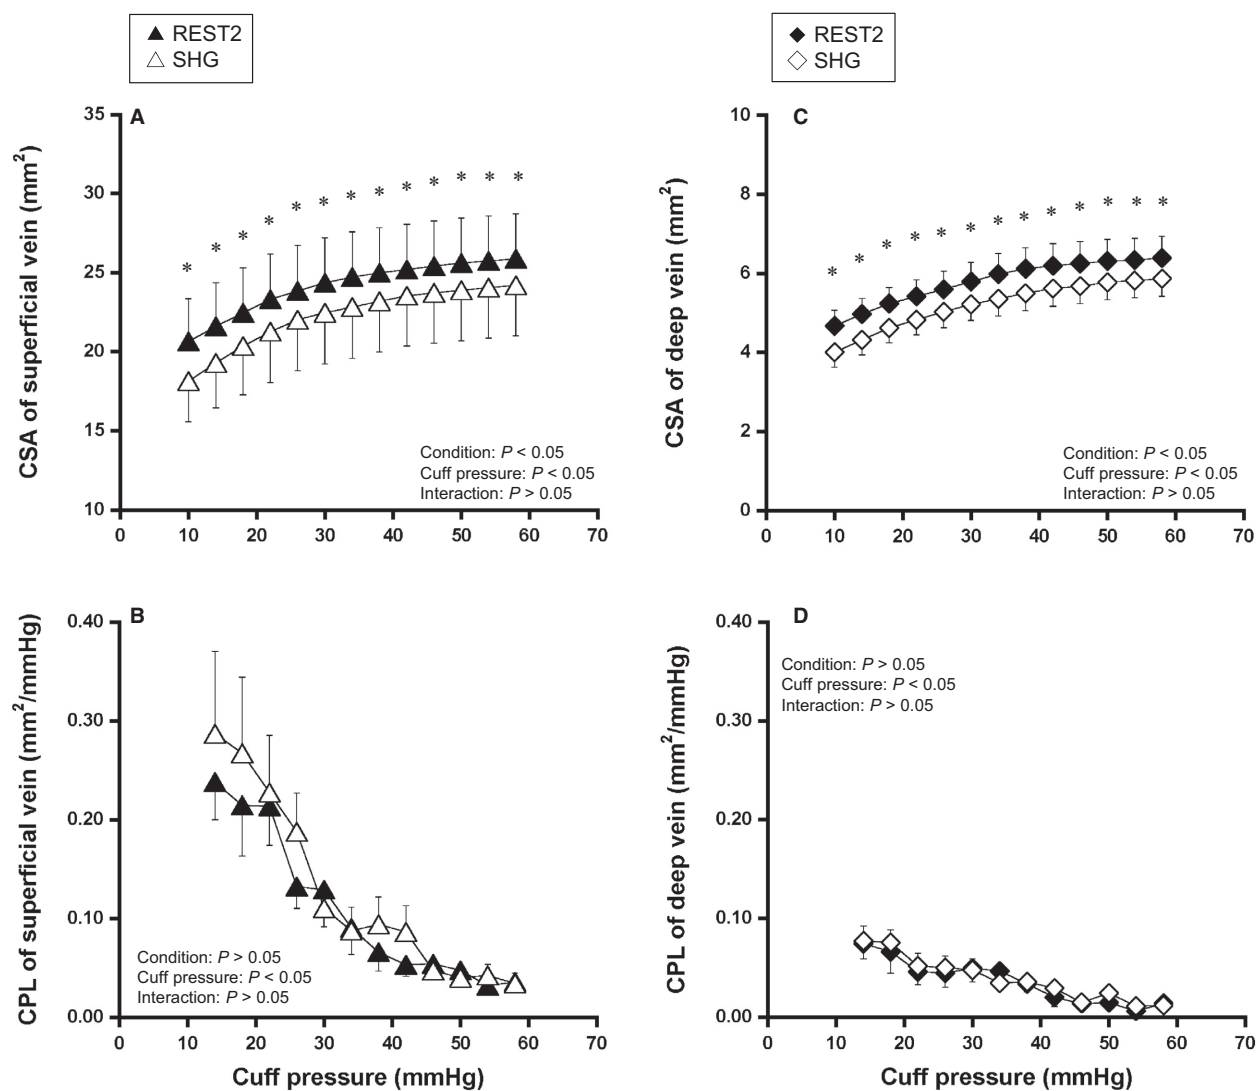 REST2
SHG
REST2
SHG
A
CSA of superficial vein (mm²)
35
30
25
20
15
10
* * * * * * * * * * * * *
Condition: P < 0.05
Cuff pressure: P < 0.05
Interaction: P > 0.05
0 10 20 30 40 50 60 70
C
CSA of deep vein (mm²)
10
8
6
4
2
0
* * * * * * * * * * * * *
Condition: P < 0.05
Cuff pressure: P < 0.05
Interaction: P > 0.05
0 10 20 30 40 50 60 70
B
CPL of superficial vein (mm²/mmHg)
0.40
0.30
0.20
0.10
0.00
Condition: P > 0.05
Cuff pressure: P < 0.05
Interaction: P > 0.05
0 10 20 30 40 50 60 70
Cuff pressure (mmHg)
D
CPL of deep vein (mm²/mmHg)
0.40
0.30
0.20
0.10
0.00
Condition: P > 0.05
Cuff pressure: P < 0.05
Interaction: P > 0.05
0 10 20 30 40 50 60 70
Cuff pressure (mmHg)